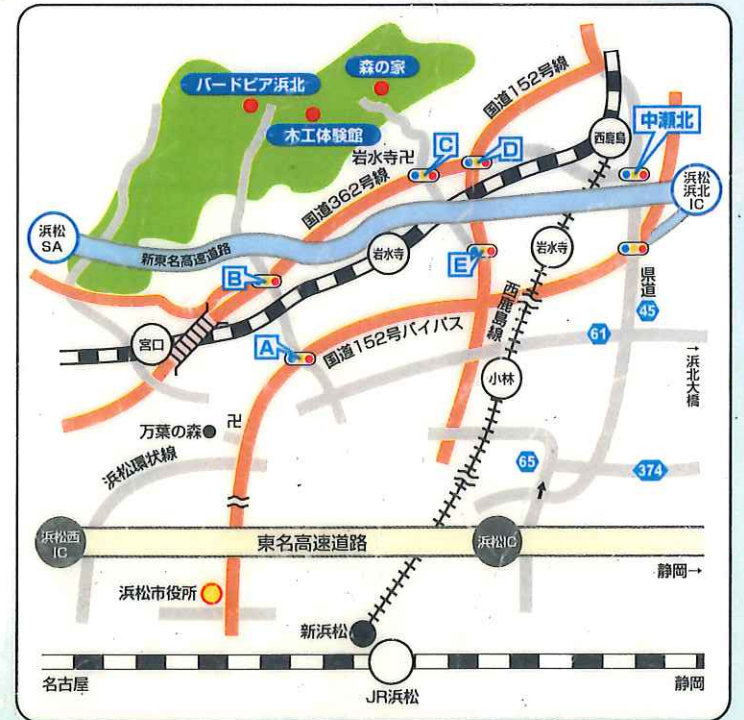 バードピア浜北
森の家
木工体験館
国道152号線
西鹿島
中瀬北
岩水寺卍
C
D
国道362号線
浜松
浜北
IC
浜松
SA
新東名高速道路
岩水寺
岩水寺
B
E
西鹿島線
県道
45
宮口
A
国道152号バイパス
61
→浜北大橋
小林
万葉の森
卍
浜松環状線
65
374
浜松西
IC
東名高速道路
浜松IC
静岡→
浜松市役所
新浜松
名古屋
JR浜松
静岡